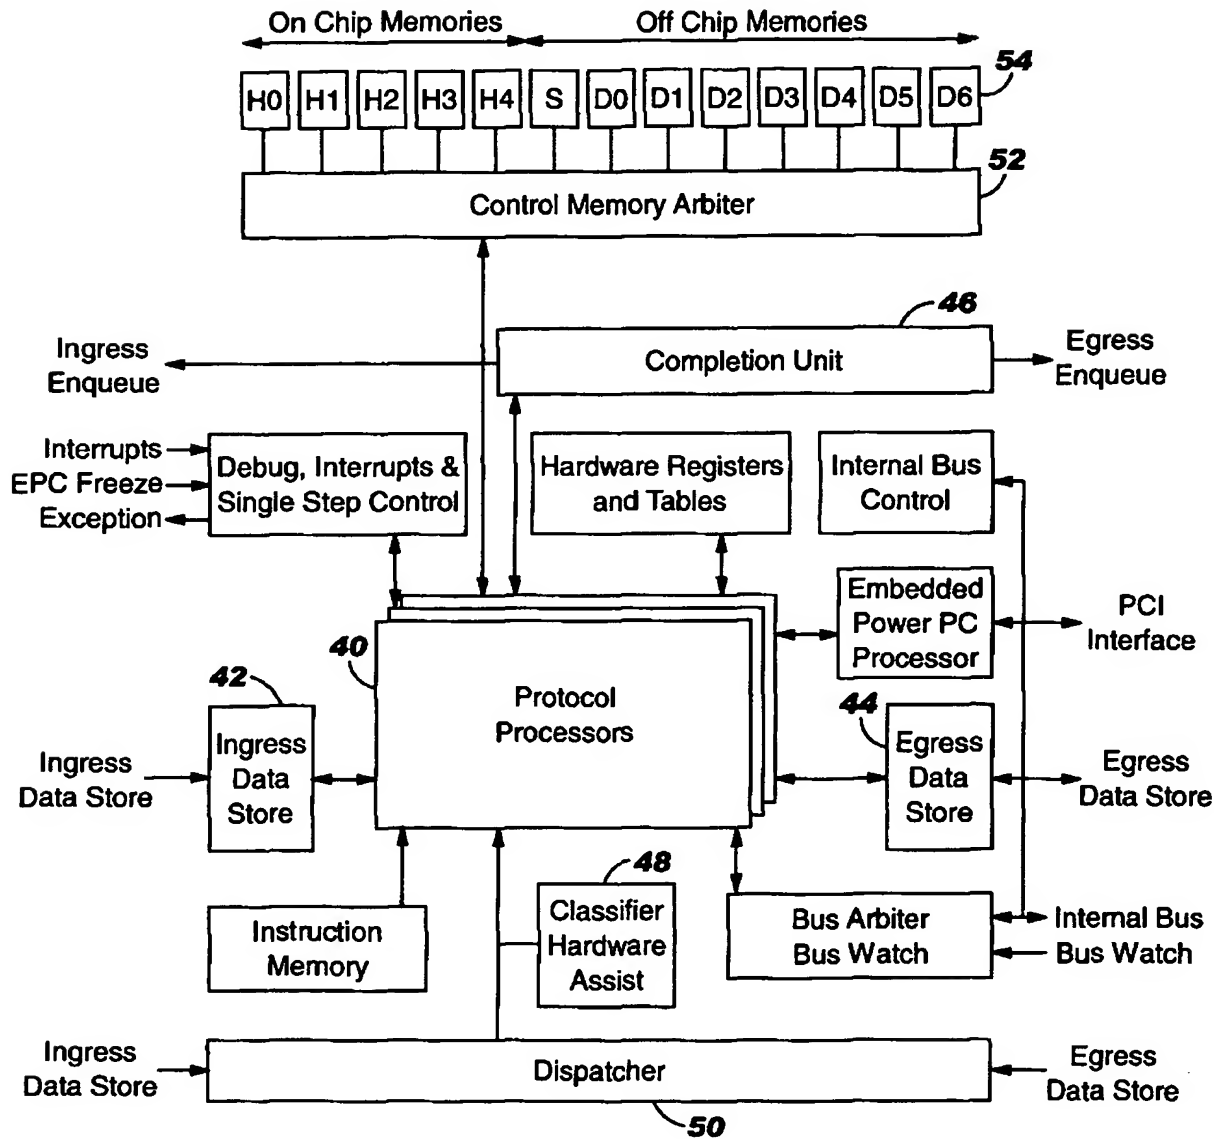 On Chip Memories
Off Chip Memories
54
H0 H1 H2 H3 H4 S D0 D1 D2 D3 D4 D5 D6
52
Control Memory Arbiter
46
Ingress
Enqueue
Completion Unit
Egress
Enqueue
Interrupts
EPC Freeze
Exception
Debug, Interrupts &
Single Step Control
Hardware Registers
and Tables
Internal Bus
Control
Embedded
Power PC
Processor
PCI
Interface
40
Protocol
Processors
42
Ingress
Data Store
Ingress
Data
Store
44
Egress
Data
Store
Egress
Data Store
Instruction
Memory
48
Classifier
Hardware
Assist
Bus Arbiter
Bus Watch
Internal Bus
Bus Watch
Ingress
Data Store
Dispatcher
Egress
Data Store
50